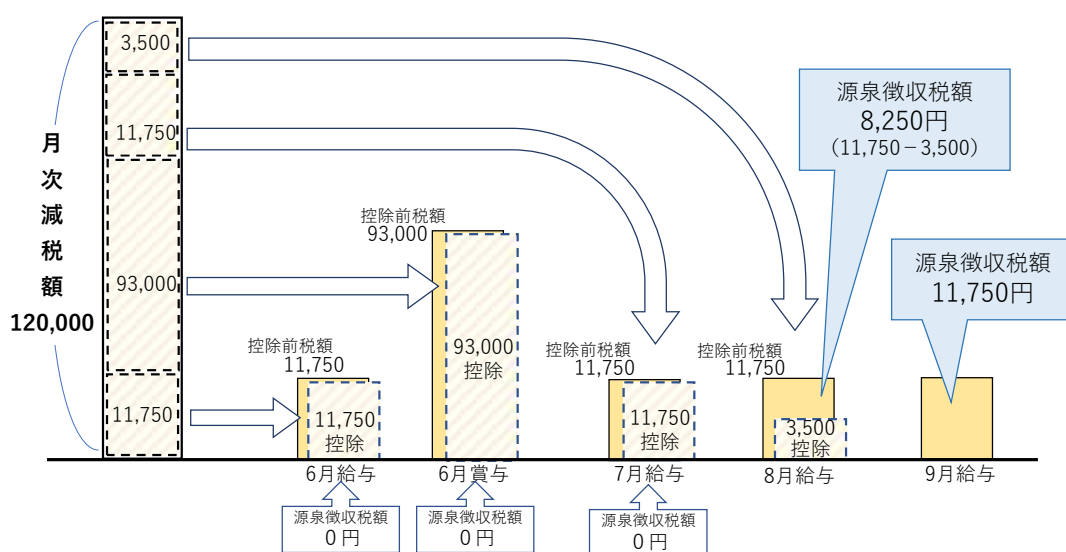 月次減税額
120,000
3,500
11,750
93,000
11,750
控除前税額
11,750
11,750
控除
6月給与
源泉徴収税額
0円
控除前税額
93,000
93,000
控除
6月賞与
源泉徴収税額
0円
控除前税額
11,750
11,750
控除
7月給与
源泉徴収税額
0円
控除前税額
11,750
3,500
控除
8月給与
源泉徴収税額
8,250円
（11,750－3,500）
源泉徴収税額
11,750円
9月給与